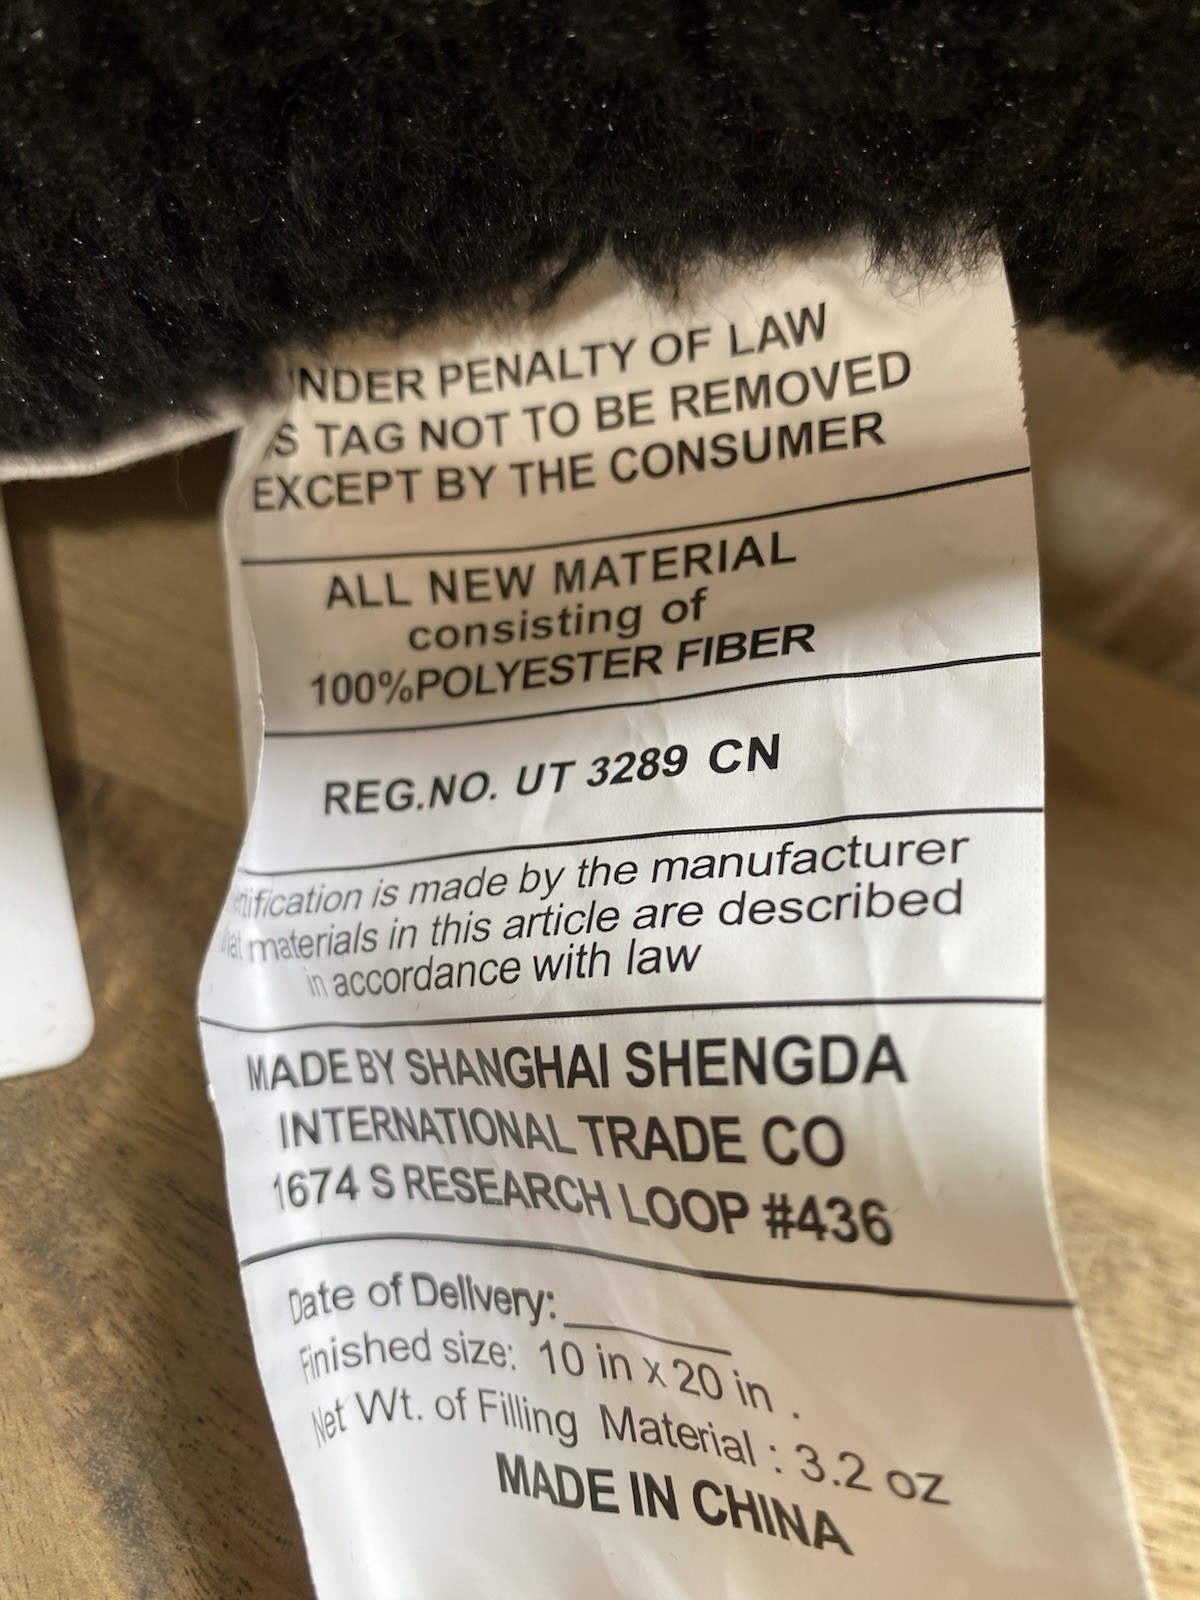 UNDER PENALTY OF LAW
TAG NOT TO BE REMOVED
EXCEPT BY THE CONSUMER
ALL NEW MATERIAL
consisting of
100%POLYESTER FIBER
REG.NO. UT 3289 CN
is made by the manufacturer
materials in this article are described
in accordance with law
MADE BY SHANGHAI SHENGDA
INTERNATIONAL TRADE CO
1674 S RESEARCH LOOP #436
Date of Dellvery:
Finished size: 10 in x 20 in .
Net Wt. of Filling Material : 3.2 oz
MADE IN CHINA